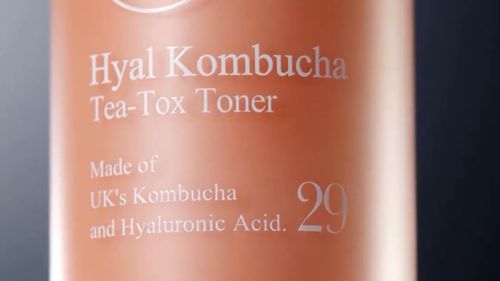 Hyal Kombucha
Tea-Tox Toner
Made of
UK's Kombucha
and Hyaluronic Acid. 29